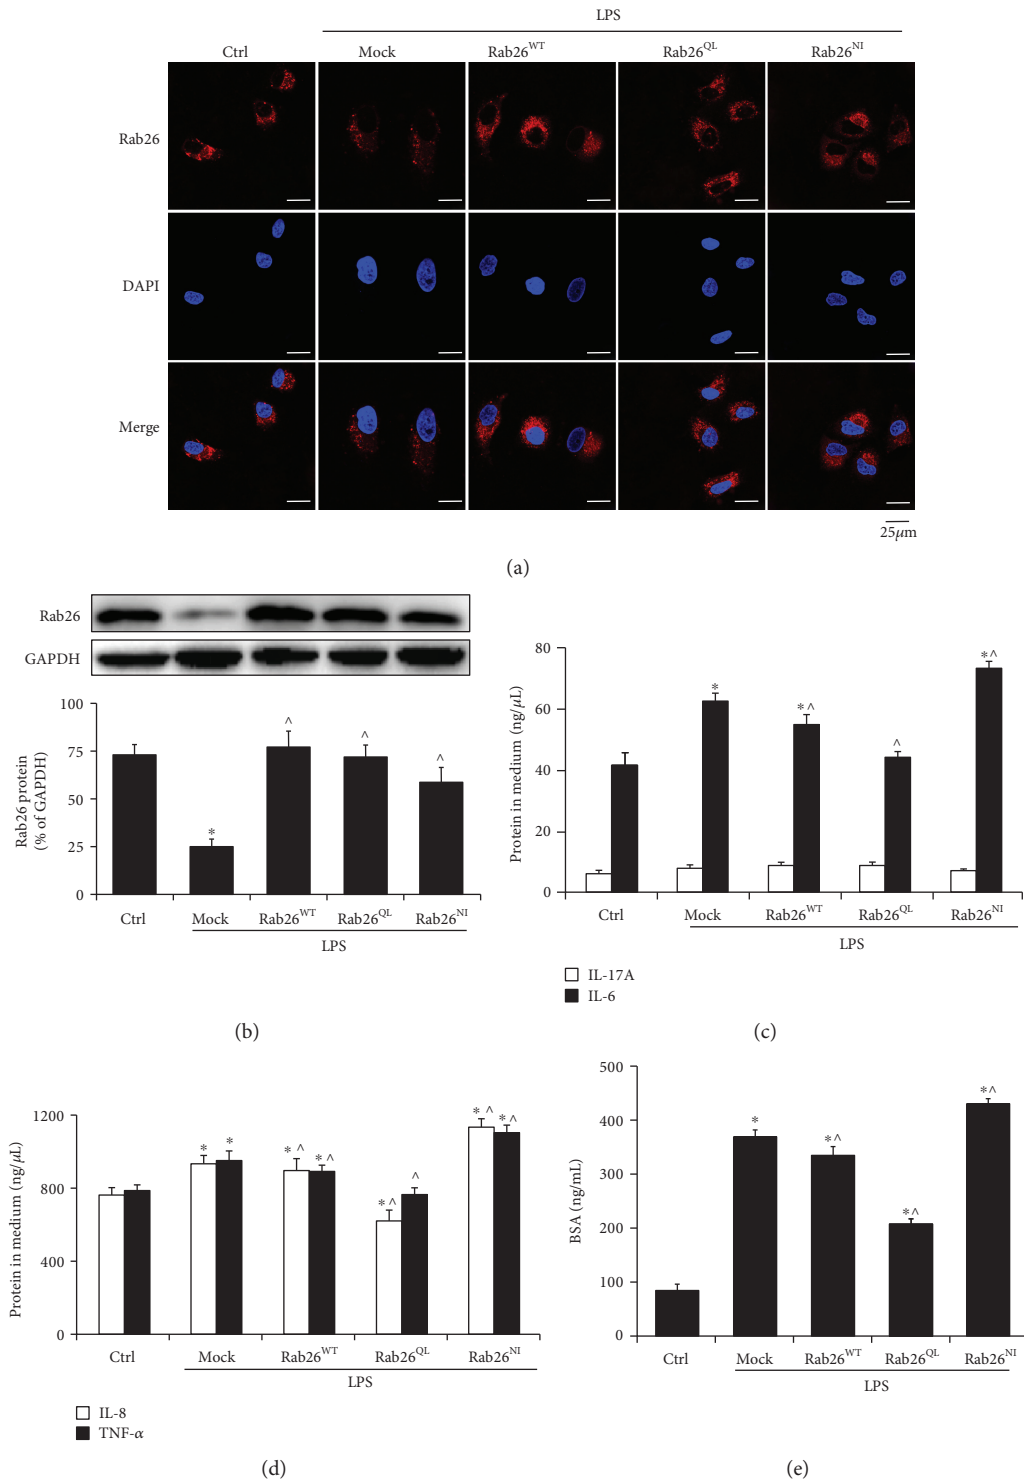 LPS
Ctrl Mock Rab26WT Rab26QL Rab26NI
Rab26
DAPI
Merge
25μm
(a)
Rab26
GAPDH
100
75
50
25
0
Rab26 protein
(% of GAPDH)
* ^ ^ ^
Ctrl Mock Rab26WT Rab26QL Rab26NI
LPS
(b)
80
60
40
20
0
Protein in medium (ng/μL)
* *^ ^ *^
Ctrl Mock Rab26WT Rab26QL Rab26NI
LPS
IL-17A
IL-6
(c)
1200
800
400
0
Protein in medium (ng/μL)
* * *^ *^ *^ ^ *^ *^
Ctrl Mock Rab26WT Rab26QL Rab26NI
LPS
IL-8
TNF-α
(d)
500
400
300
200
100
0
BSA (ng/mL)
* *^ *^ *^
Ctrl Mock Rab26WT Rab26QL Rab26NI
LPS
(e)